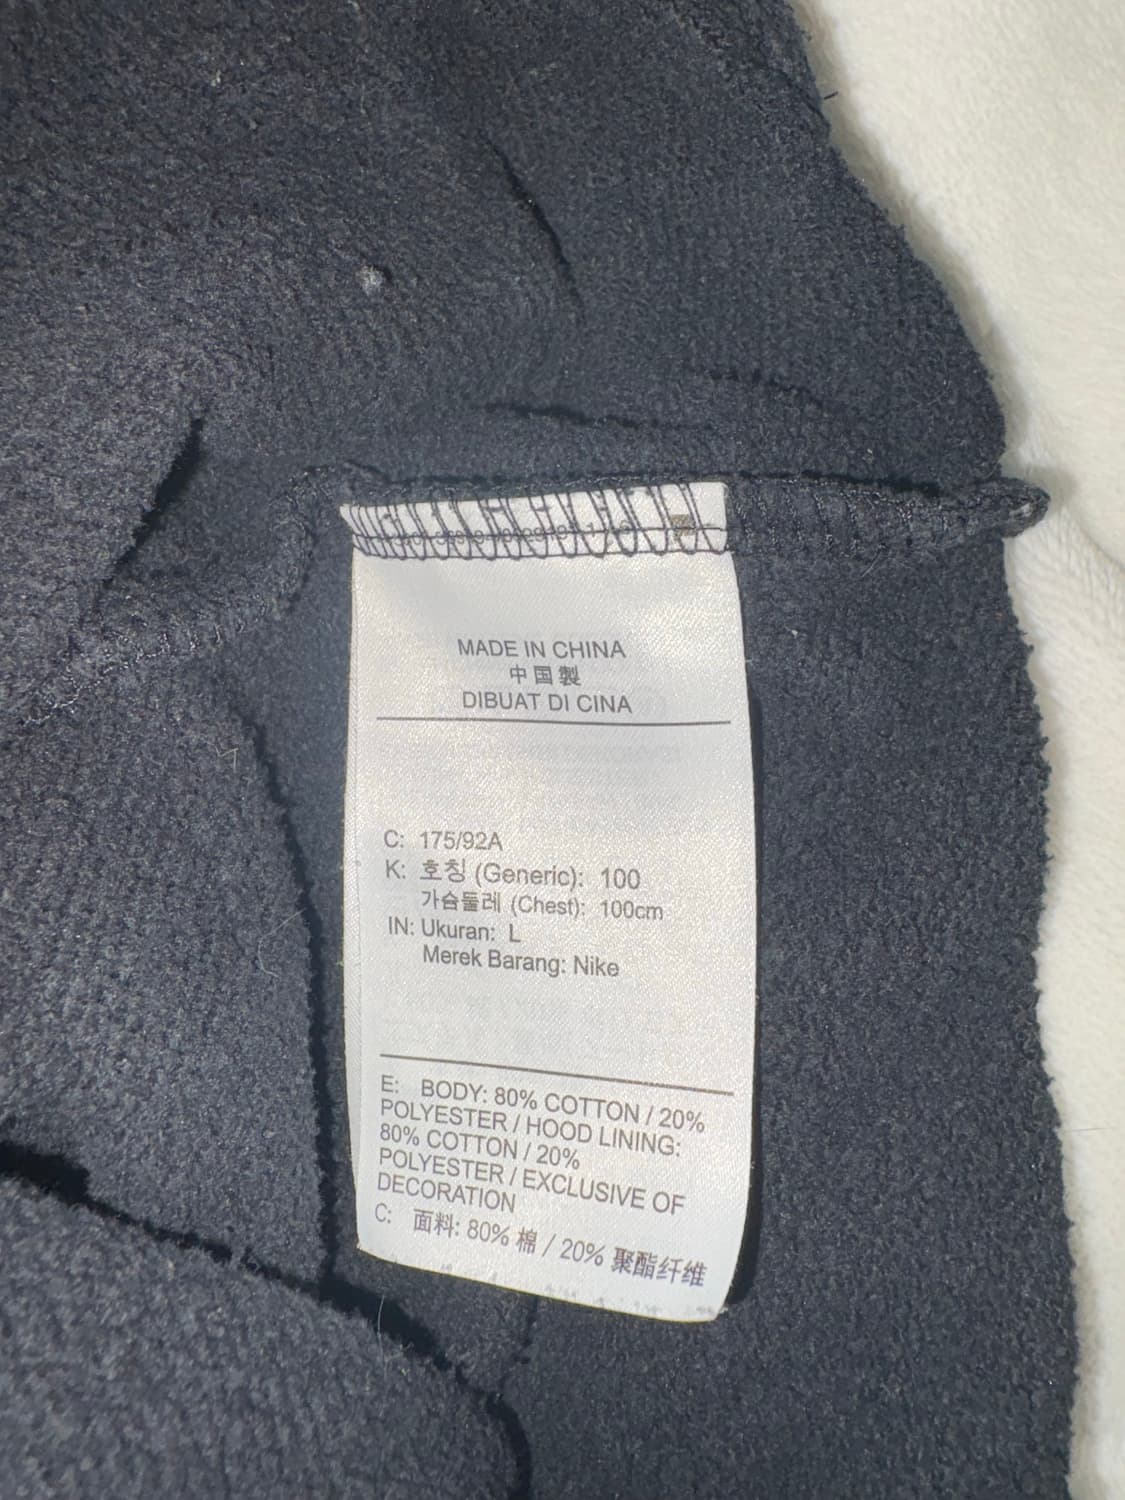 MADE IN CHINA
中国製
DIBUAT DI CINA
C: 175/92A
K: 호칭 (Generic): 100
가슴둘레 (Chest): 100cm
IN: Ukuran: L
Merek Barang: Nike
E: BODY: 80% COTTON / 20%
POLYESTER / HOOD LINING:
80% COTTON / 20%
POLYESTER / EXCLUSIVE OF
DECORATION
C: 面料: 80% 棉 / 20% 聚酯纤维